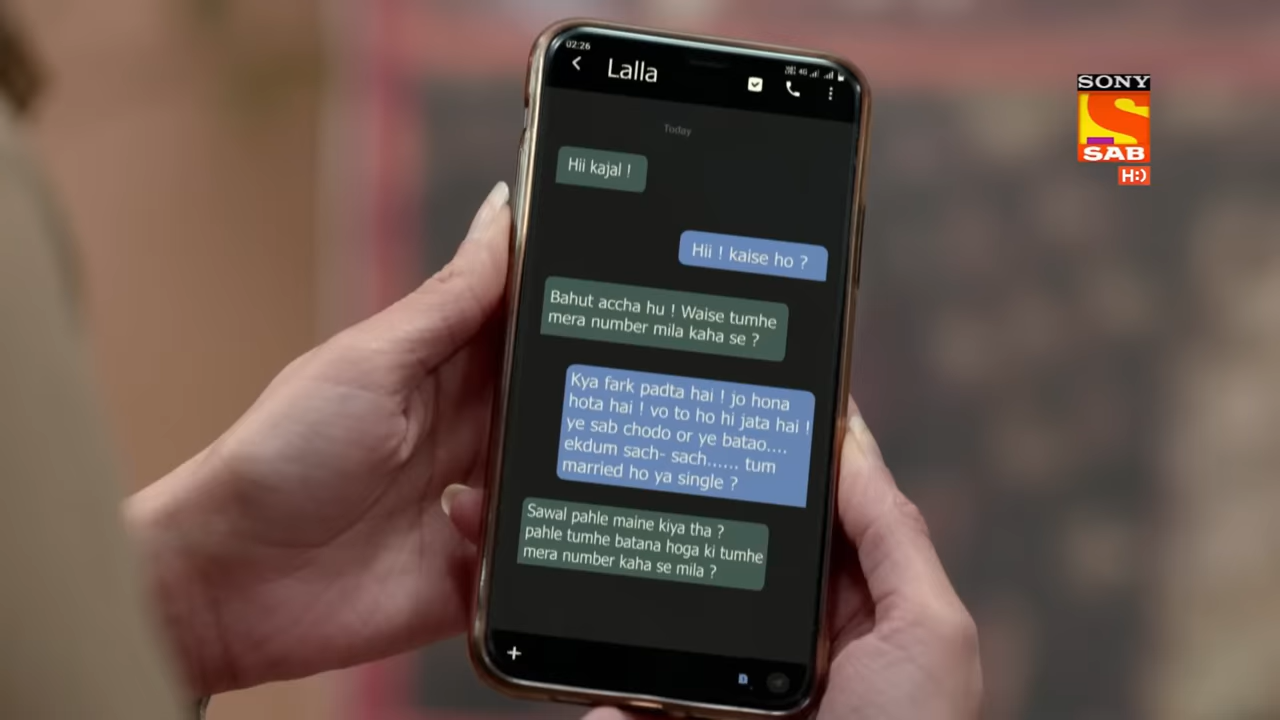 02:26
Lalla
SONY
S
SAB
H:)
Today
Hii kajal !
Hii ! kaise ho ?
Bahut accha hu ! Waise tumhe
mera number mila kaha se ?
Kya fark padta hai ! jo hona
hota hai ! vo to ho hi jata hai !
ye sab chodo or ye batao....
ekdum sach- sach...... tum
married ho ya single ?
Sawal pahle maine kiya tha ?
pahle tumhe batana hoga ki tumhe
mera number kaha se mila ?